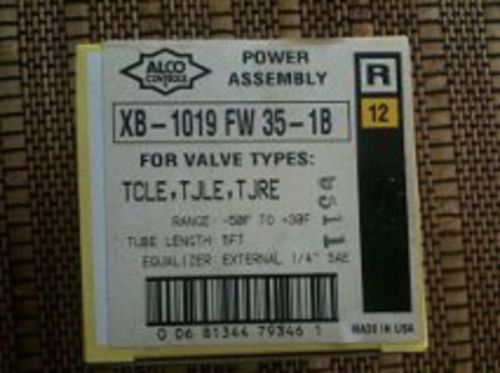 ALCO
CONTROLS
POWER
ASSEMBLY
R
12
XB-1019 FW 35-1B
FOR VALVE TYPES:
TCLE,TJLE,TJRE
RANGE -50F TO +30F
TUBE LENGTH: 5FT
EQUALIZER: EXTERNAL 1/4" SAE
0 06 81344 79346 1
MADE IN USA